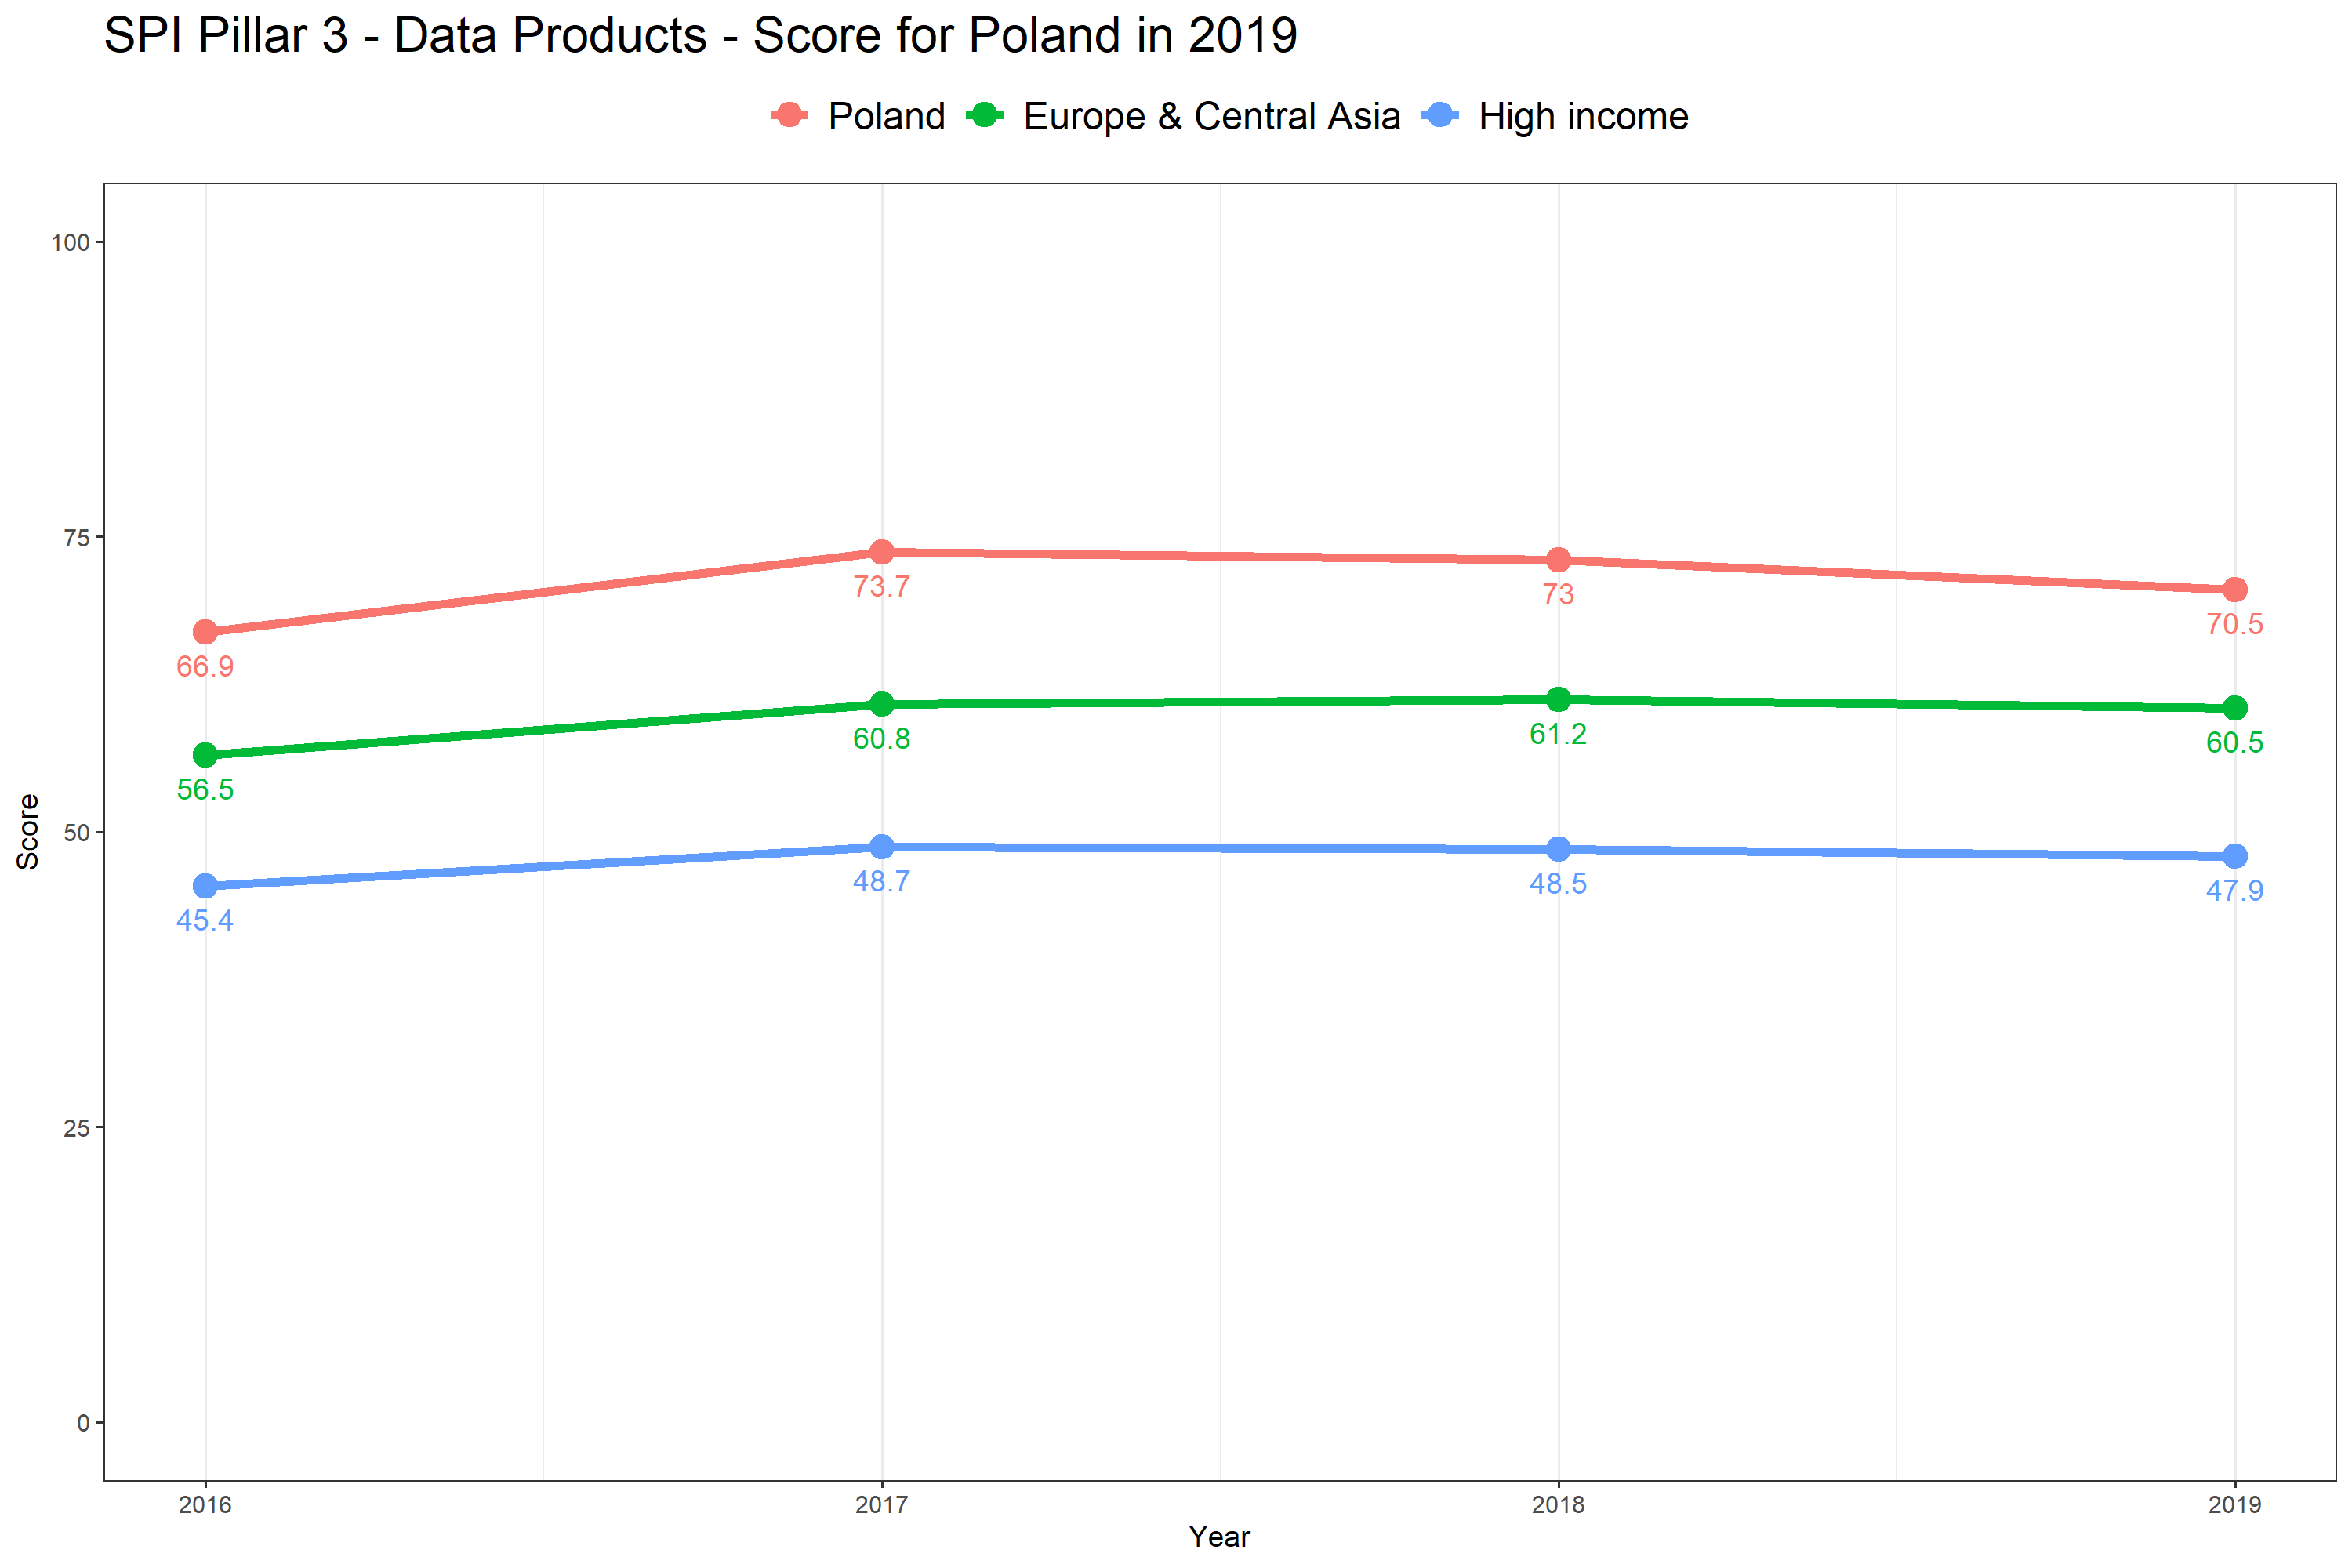 SPI Pillar 3 - Data Products - Score for Poland in 2019
Poland Europe & Central Asia High income
100
75
50
25
0
Score
66.9 73.7 73 70.5
56.5 60.8 61.2 60.5
45.4 48.7 48.5 47.9
2016 2017 2018 2019
Year